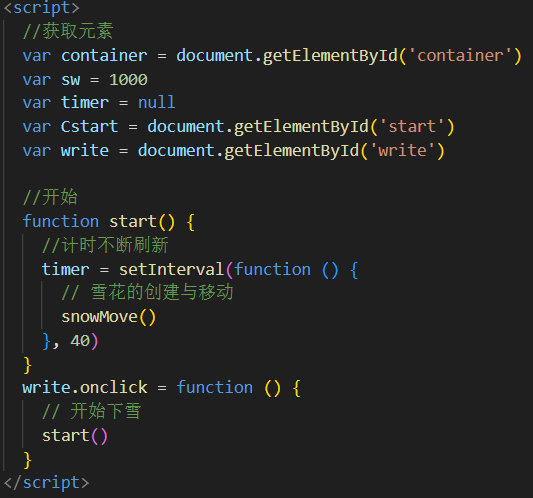 <script>
//获取元素
var container = document.getElementById('container')
var sw = 1000
var timer = null
var Cstart = document.getElementById('start')
var write = document.getElementById('write')
//开始
function start() {
//计时不断刷新
timer = setInterval(function () {
// 雪花的创建与移动
snowMove()
}, 40)
}
write.onclick = function () {
// 开始下雪
start()
}
</script>